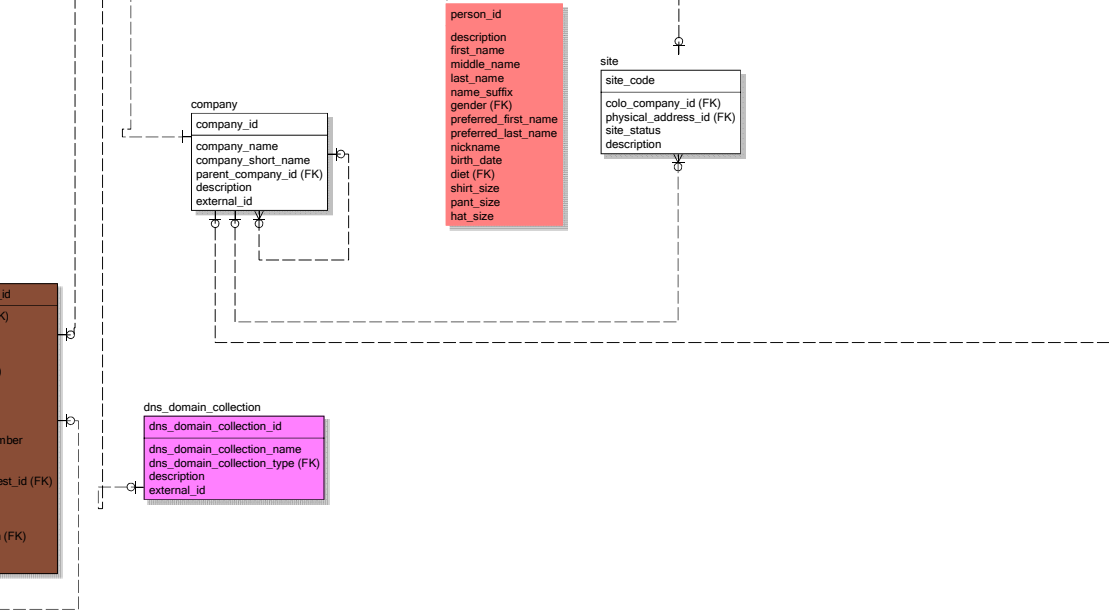 person_id
description
first_name
middle_name
last_name
name_suffix
gender (FK)
preferred_first_name
preferred_last_name
nickname
birth_date
diet (FK)
shirt_size
pant_size
hat_size
site
site_code
colo_company_id (FK)
physical_address_id (FK)
site_status
description
company
company_id
company_name
company_short_name
parent_company_id (FK)
description
external_id
_id
K)
)
mber
est_id (FK)
(FK)
dns_domain_collection
dns_domain_collection_id
dns_domain_collection_name
dns_domain_collection_type (FK)
description
external_id